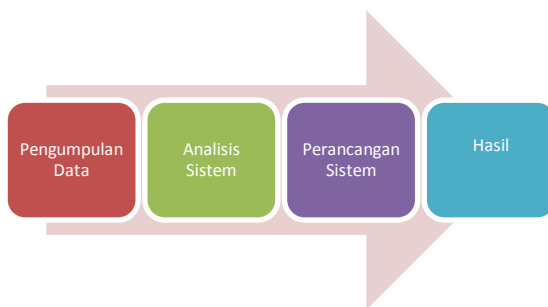 Pengumpulan
Data
Analisis
Sistem
Perancangan
Sistem
Hasil